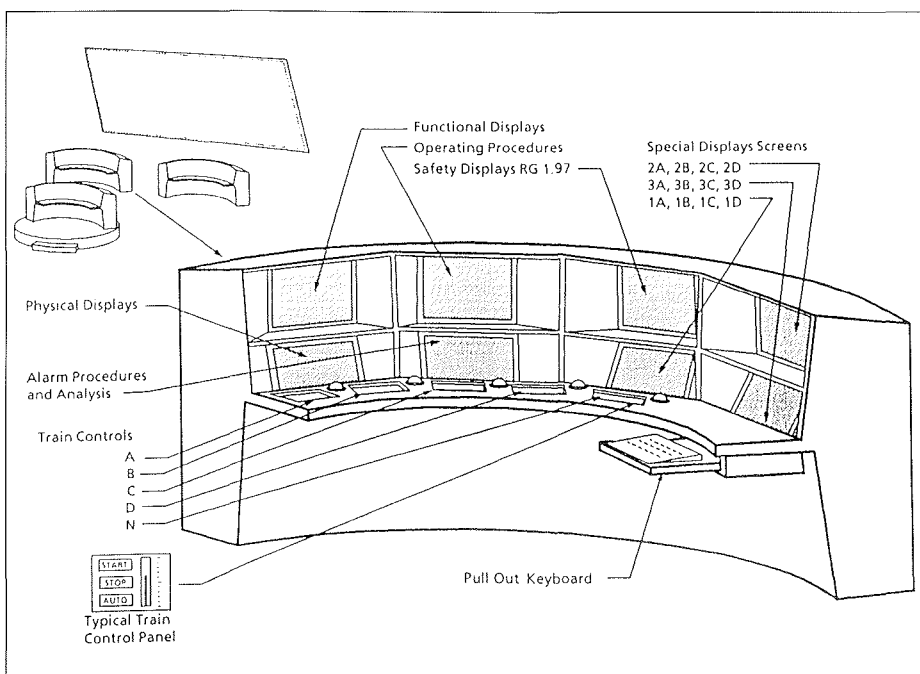 Functional Displays
Operating Procedures
Safety Displays RG 1.97
Special Displays Screens
2A, 2B, 2C, 2D
3A, 3B, 3C, 3D
1A, 1B, 1C, 1D
Physical Displays
Alarm Procedures
and Analysis
Train Controls
A
B
C
D
N
START
STOP
AUTO
Typical Train
Control Panel
Pull Out Keyboard